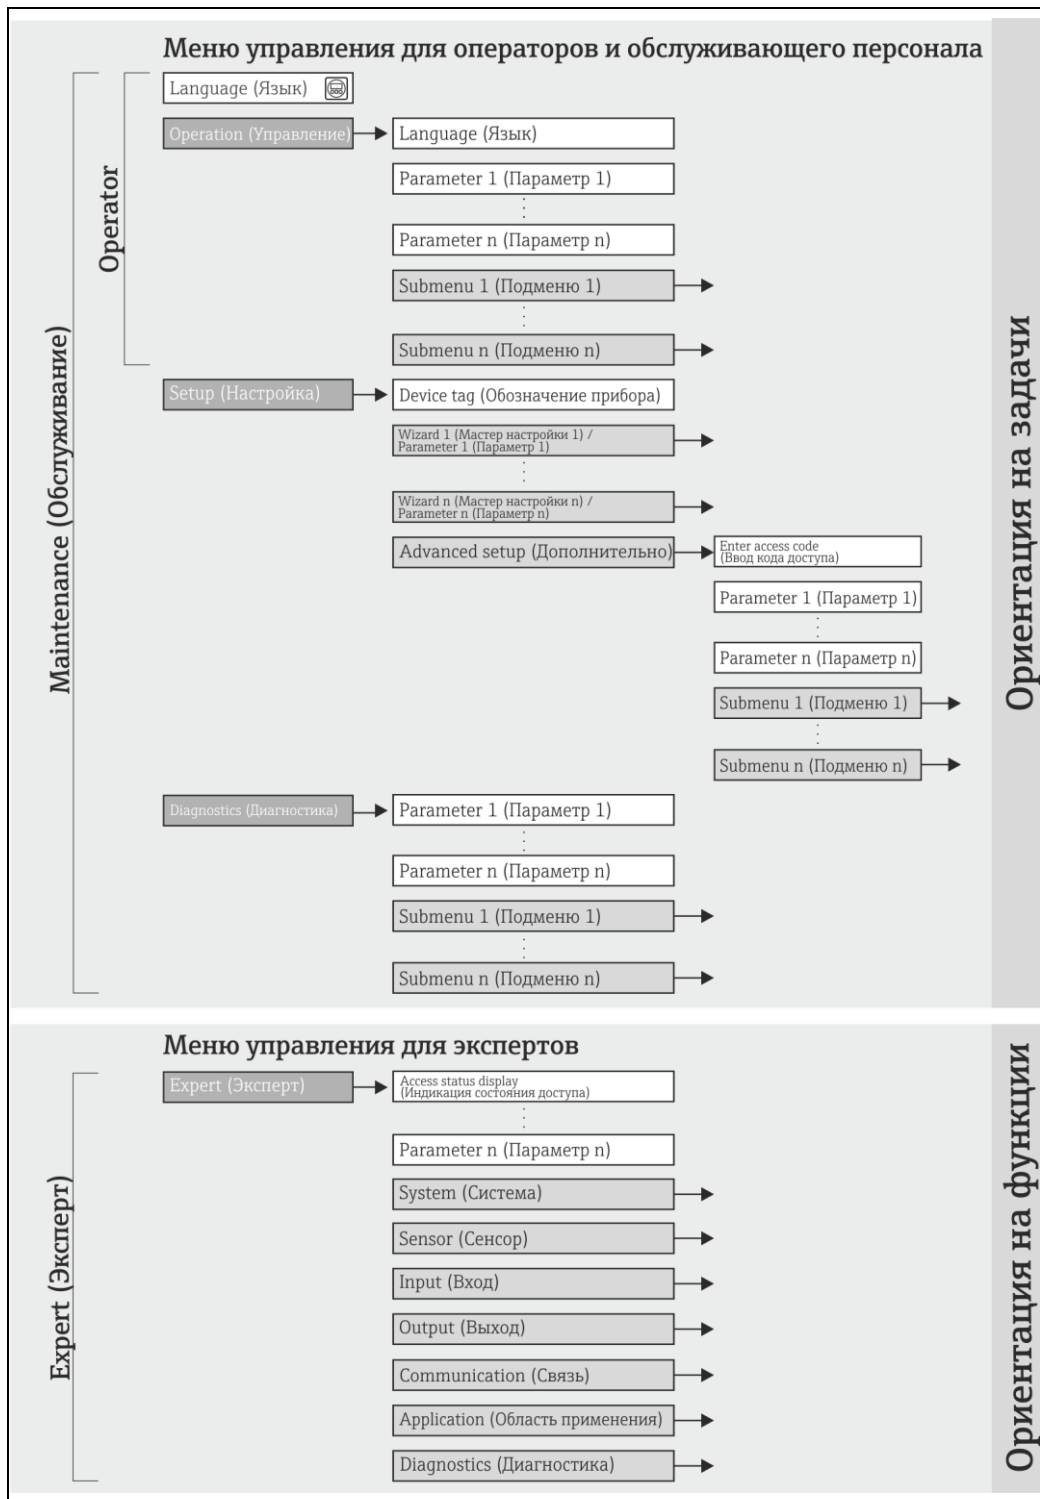 Меню управления для операторов и обслуживающего персонала
Language (Язык)
Operation (Управление)
Language (Язык)
Parameter 1 (Параметр 1)
Parameter n (Параметр n)
Submenu 1 (Подменю 1)
Submenu n (Подменю n)
Operator
Setup (Настройка)
Device tag (Обозначение прибора)
Wizard 1 (Мастер настройки 1) /
Parameter 1 (Параметр 1)
Wizard n (Мастер настройки n) /
Parameter n (Параметр n)
Advanced setup (Дополнительно)
Enter access code
(Ввод кода доступа)
Parameter 1 (Параметр 1)
Parameter n (Параметр n)
Submenu 1 (Подменю 1)
Submenu n (Подменю n)
Maintenance (Обслуживание)
Diagnostics (Диагностика)
Parameter 1 (Параметр 1)
Parameter n (Параметр n)
Submenu 1 (Подменю 1)
Submenu n (Подменю n)
Ориентация на задачи
Меню управления для экспертов
Expert (Эксперт)
Access status display
(Индикация состояния доступа)
Parameter n (Параметр n)
System (Система)
Sensor (Сенсор)
Input (Вход)
Output (Выход)
Communication (Связь)
Application (Область применения)
Diagnostics (Диагностика)
Expert (Эксперт)
Ориентация на функции